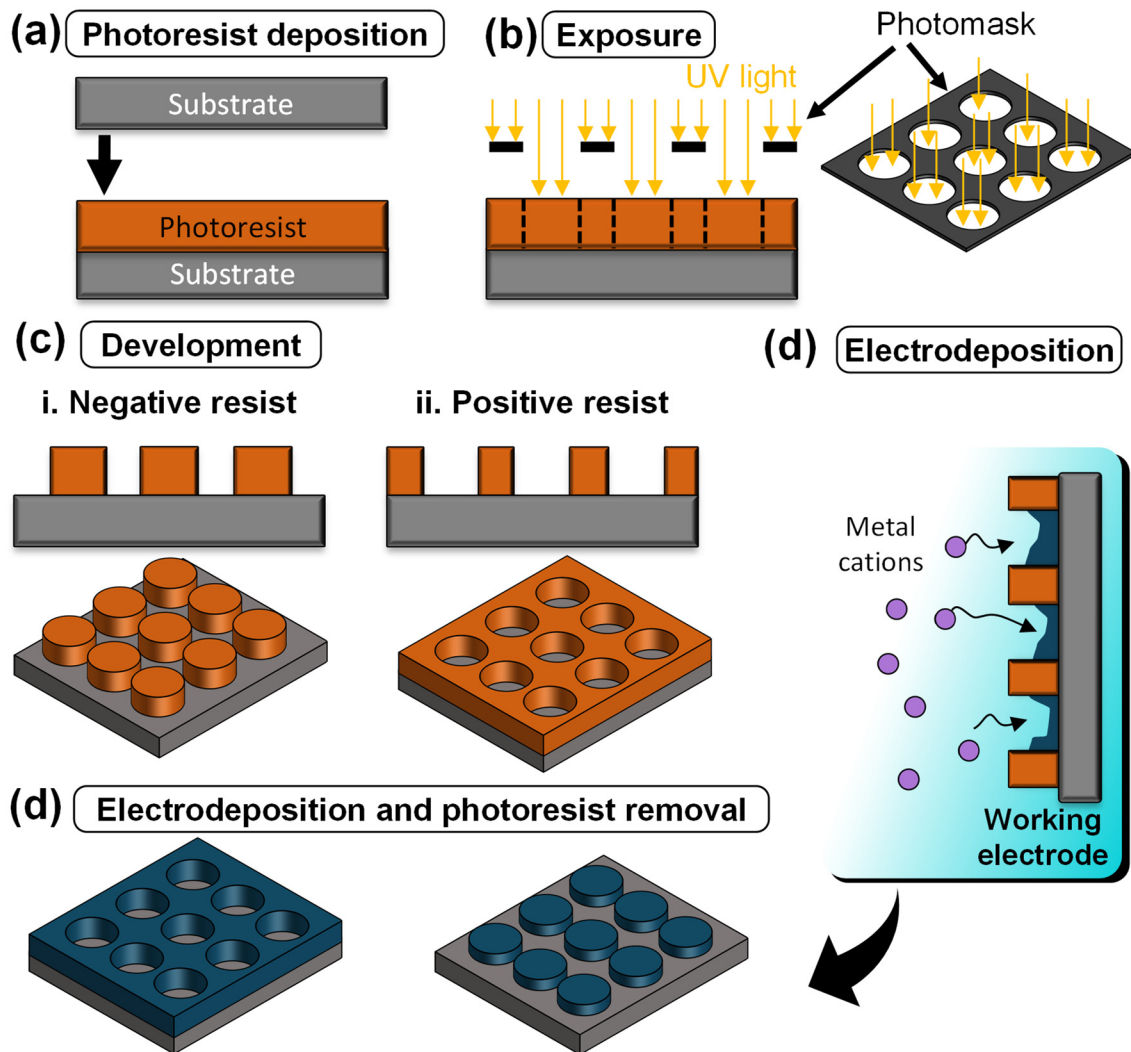 (a) Photoresist deposition
Substrate
Photoresist
Substrate
(b) Exposure
Photomask
UV light
(c) Development
i. Negative resist
ii. Positive resist
(d) Electrodeposition
Metal
cations
Working
electrode
(d) Electrodeposition and photoresist removal